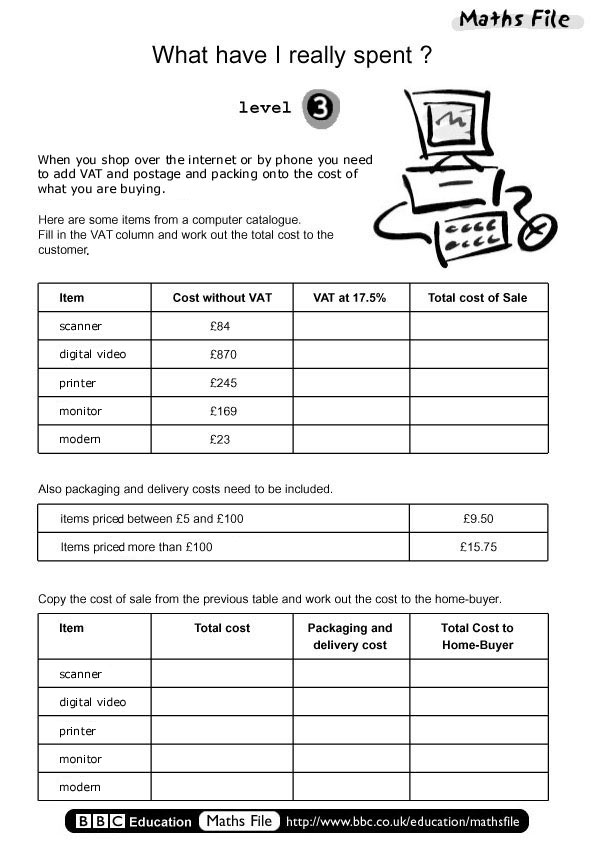 Maths File
What have I really spent ?
level 3
When you shop over the internet or by phone you need
to add VAT and postage and packing onto the cost of
what you are buying.
Here are some items from a computer catalogue.
Fill in the VAT column and work out the total cost to the
customer.
Item Cost without VAT VAT at 17.5% Total cost of Sale
scanner £84
digital video £870
printer £245
monitor £169
modern £23
Also packaging and delivery costs need to be included.
items priced between £5 and £100 £9.50
Items priced more than £100 £15.75
Copy the cost of sale from the previous table and work out the cost to the home-buyer.
Item Total cost Packaging and Total Cost to
delivery cost Home-Buyer
scanner
digital video
printer
monitor
modern
BBC Education Maths File http://www.bbc.co.uk/education/mathsfile